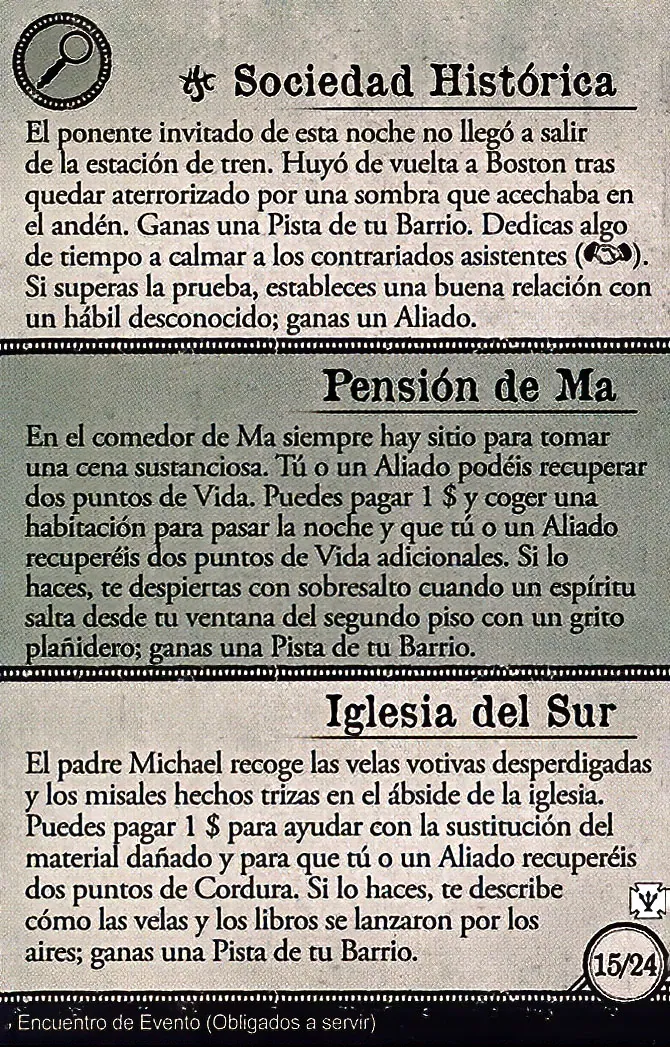 Sociedad Histórica
El ponente invitado de esta noche no llegó a salir
de la estación de tren. Huyó de vuelta a Boston tras
quedar aterrorizado por una sombra que acechaba en
el andén. Ganas una Pista de tu Barrio. Dedicas algo
de tiempo a calmar a los contrariados asistentes ( ).
Si superas la prueba, estableces una buena relación con
un hábil desconocido; ganas un Aliado.
Pensión de Ma
En el comedor de Ma siempre hay sitio para tomar
una cena sustanciosa. Tú o un Aliado podéis recuperar
dos puntos de Vida. Puedes pagar 1 $ y coger una
habitación para pasar la noche y que tú o un Aliado
recuperéis dos puntos de Vida adicionales. Si lo
haces, te despiertas con sobresalto cuando un espíritu
salta desde tu ventana del segundo piso con un grito
plañidero; ganas una Pista de tu Barrio.
Iglesia del Sur
El padre Michael recoge las velas votivas desperdigadas
y los misales hechos trizas en el ábside de la iglesia.
Puedes pagar 1 $ para ayudar con la sustitución del
material dañado y para que tú o un Aliado recuperéis
dos puntos de Cordura. Si lo haces, te describe
cómo las velas y los libros se lanzaron por los
aires; ganas una Pista de tu Barrio.
15/24
Encuentro de Evento (Obligados a servir)